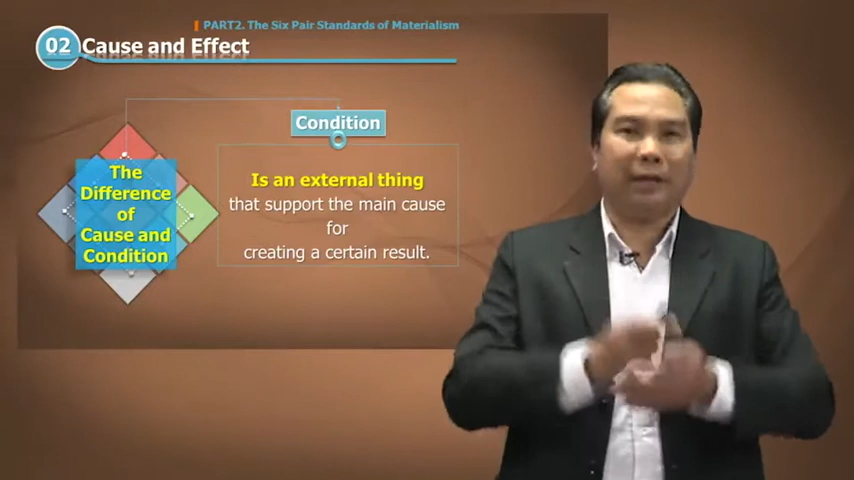 PART2. The Six Pair Standards of Materialism
02 Cause and Effect
Condition
The
Difference
of
Cause and
Condition
Is an external thing
that support the main cause
for
creating a certain result.